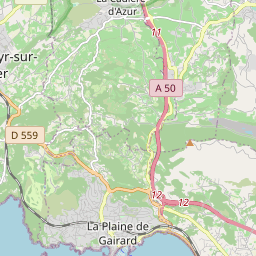 La Cadière
d'Azur
11
yr-sur-
er
A 50
D 559
12
12
La Plaine de
Gairard